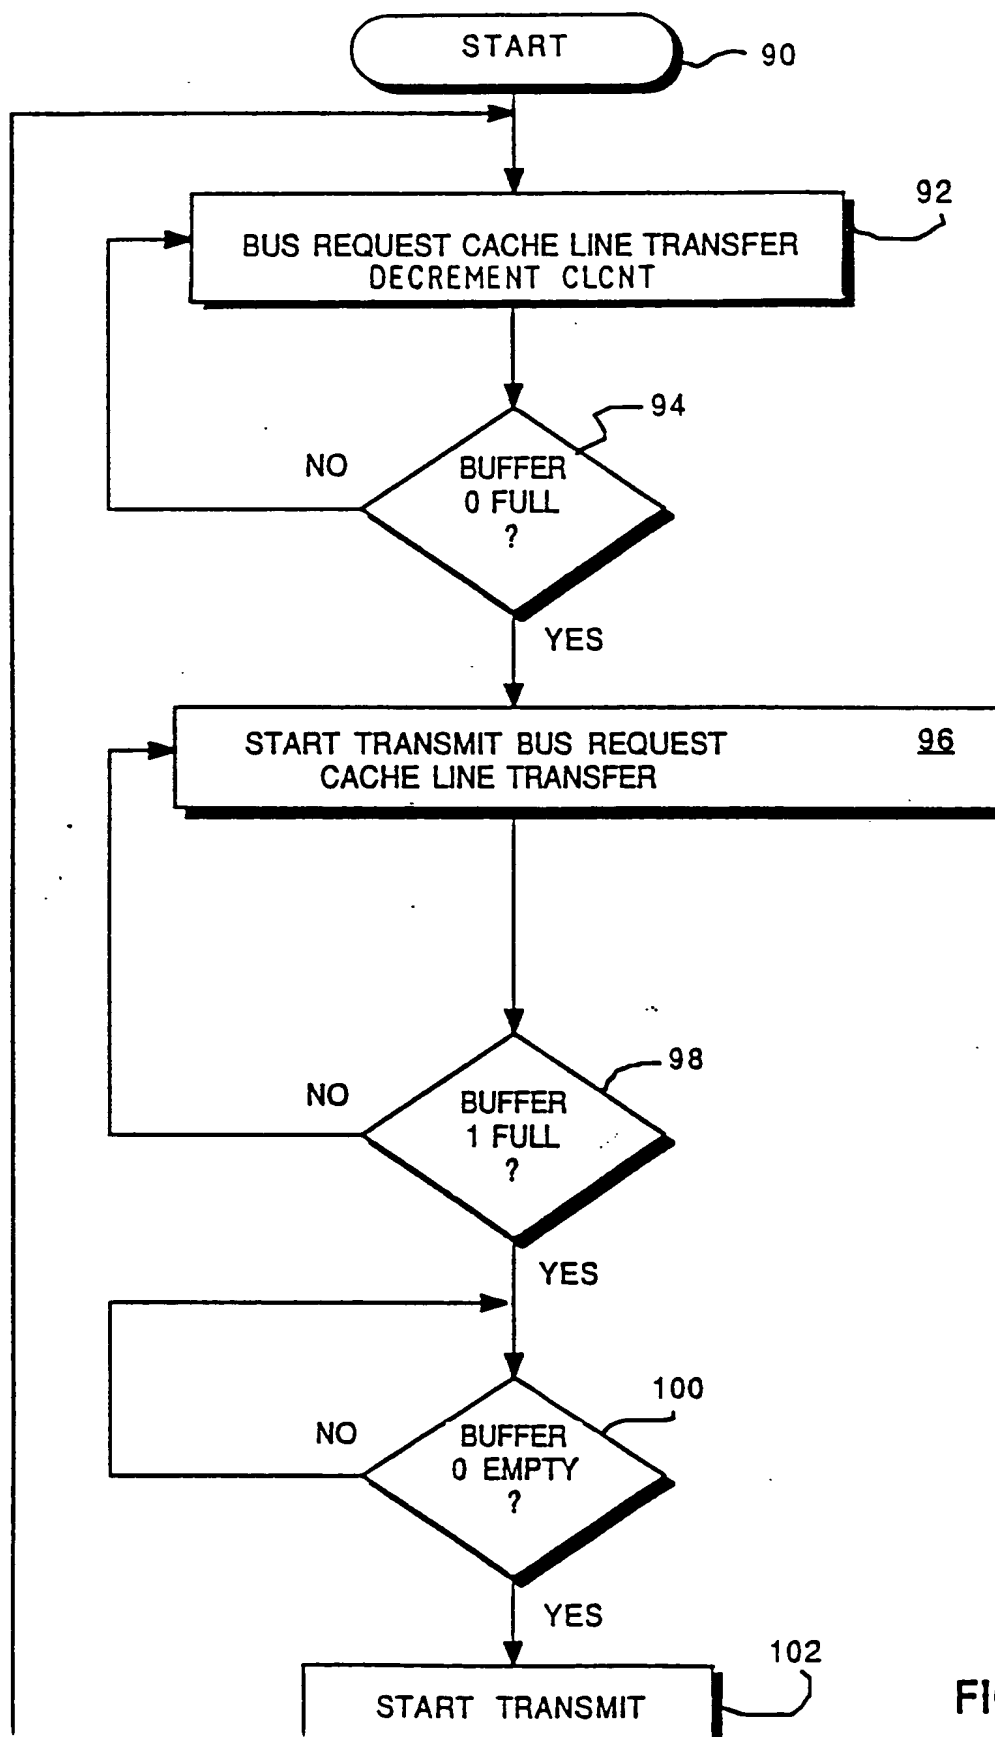 START
90
92
BUS REQUEST CACHE LINE TRANSFER
DECREMENT CLCNT
94
NO
BUFFER
0 FULL
?
YES
START TRANSMIT BUS REQUEST
CACHE LINE TRANSFER
96
98
NO
BUFFER
1 FULL
?
YES
100
NO
BUFFER
0 EMPTY
?
YES
102
START TRANSMIT